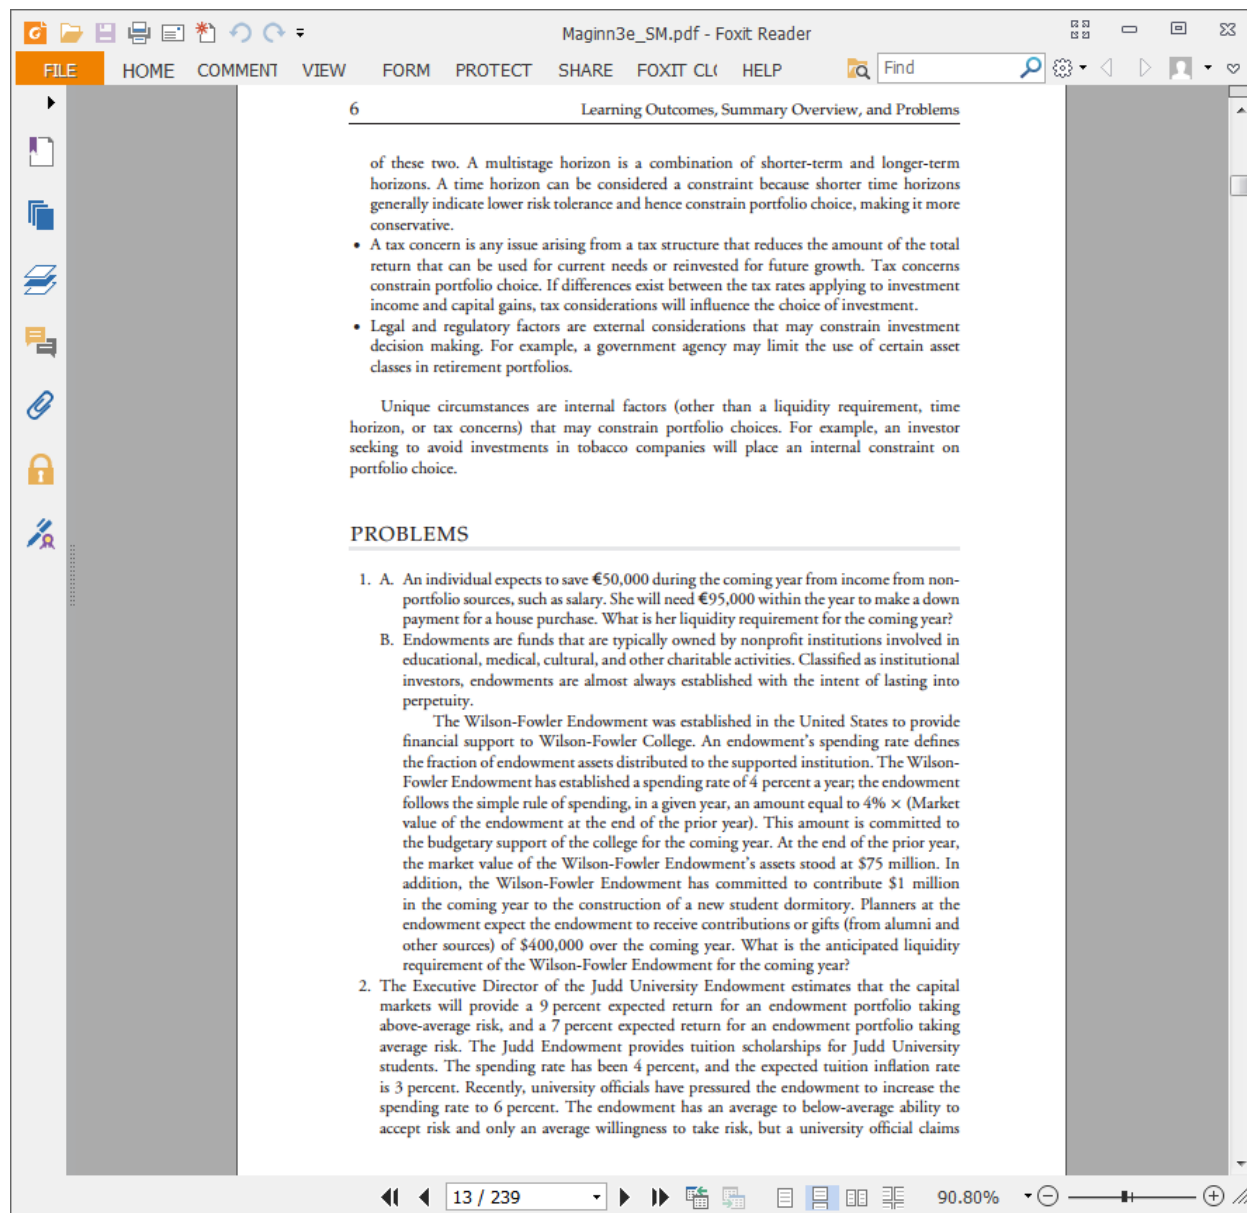 Maginn3e_SM.pdf - Foxit Reader
FILE HOME COMMENT VIEW FORM PROTECT SHARE FOXIT CL( HELP Find
6 Learning Outcomes, Summary Overview, and Problems
of these two. A multistage horizon is a combination of shorter-term and longer-term
horizons. A time horizon can be considered a constraint because shorter time horizons
generally indicate lower risk tolerance and hence constrain portfolio choice, making it more
conservative.
• A tax concern is any issue arising from a tax structure that reduces the amount of the total
return that can be used for current needs or reinvested for future growth. Tax concerns
constrain portfolio choice. If differences exist between the tax rates applying to investment
income and capital gains, tax considerations will influence the choice of investment.
• Legal and regulatory factors are external considerations that may constrain investment
decision making. For example, a government agency may limit the use of certain asset
classes in retirement portfolios.
Unique circumstances are internal factors (other than a liquidity requirement, time
horizon, or tax concerns) that may constrain portfolio choices. For example, an investor
seeking to avoid investments in tobacco companies will place an internal constraint on
portfolio choice.
PROBLEMS
1. A. An individual expects to save €50,000 during the coming year from income from non-
portfolio sources, such as salary. She will need €95,000 within the year to make a down
payment for a house purchase. What is her liquidity requirement for the coming year?
B. Endowments are funds that are typically owned by nonprofit institutions involved in
educational, medical, cultural, and other charitable activities. Classified as institutional
investors, endowments are almost always established with the intent of lasting into
perpetuity.
The Wilson-Fowler Endowment was established in the United States to provide
financial support to Wilson-Fowler College. An endowment's spending rate defines
the fraction of endowment assets distributed to the supported institution. The Wilson-
Fowler Endowment has established a spending rate of 4 percent a year; the endowment
follows the simple rule of spending, in a given year, an amount equal to 4% × (Market
value of the endowment at the end of the prior year). This amount is committed to
the budgetary support of the college for the coming year. At the end of the prior year,
the market value of the Wilson-Fowler Endowment's assets stood at $75 million. In
addition, the Wilson-Fowler Endowment has committed to contribute $1 million
in the coming year to the construction of a new student dormitory. Planners at the
endowment expect the endowment to receive contributions or gifts (from alumni and
other sources) of $400,000 over the coming year. What is the anticipated liquidity
requirement of the Wilson-Fowler Endowment for the coming year?
2. The Executive Director of the Judd University Endowment estimates that the capital
markets will provide a 9 percent expected return for an endowment portfolio taking
above-average risk, and a 7 percent expected return for an endowment portfolio taking
average risk. The Judd Endowment provides tuition scholarships for Judd University
students. The spending rate has been 4 percent, and the expected tuition inflation rate
is 3 percent. Recently, university officials have pressured the endowment to increase the
spending rate to 6 percent. The endowment has an average to below-average ability to
accept risk and only an average willingness to take risk, but a university official claims
13 / 239 90.80%